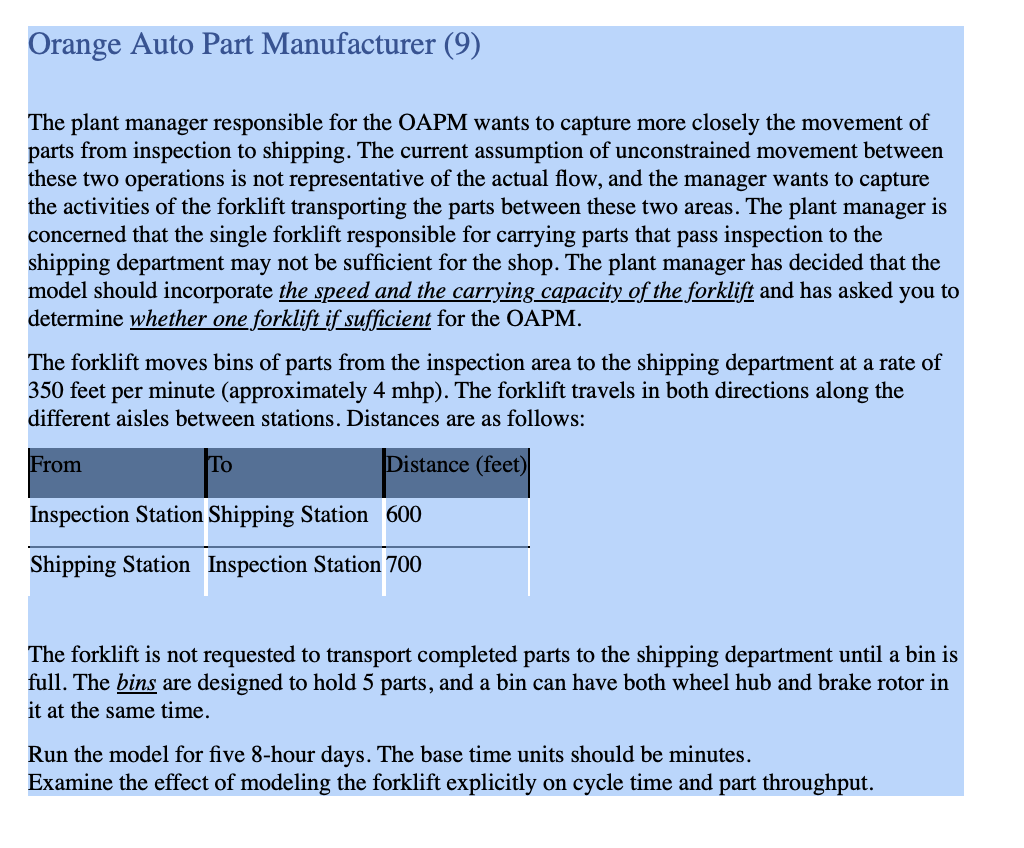 Orange Auto Part Manufacturer (9)
The plant manager responsible for the OAPM wants to capture more closely the movement of
parts from inspection to shipping. The current assumption of unconstrained movement between
these two operations is not representative of the actual flow, and the manager wants to capture
the activities of the forklift transporting the parts between these two areas. The plant manager is
concerned that the single forklift responsible for carrying parts that pass inspection to the
shipping department may not be sufficient for the shop. The plant manager has decided that the
model should incorporate the speed and the carrying capacity of the forklift and has asked you to
determine whether one forklift if sufficient for the OAPM.
The forklift moves bins of parts from the inspection area to the shipping department at a rate of
350 feet per minute (approximately 4 mhp). The forklift travels in both directions along the
different aisles between stations. Distances are as follows:
From To Distance (feet)
Inspection Station Shipping Station 600
Shipping Station Inspection Station 700
The forklift is not requested to transport completed parts to the shipping department until a bin is
full. The bins are designed to hold 5 parts, and a bin can have both wheel hub and brake rotor in
it at the same time.
Run the model for five 8-hour days. The base time units should be minutes.
Examine the effect of modeling the forklift explicitly on cycle time and part throughput.